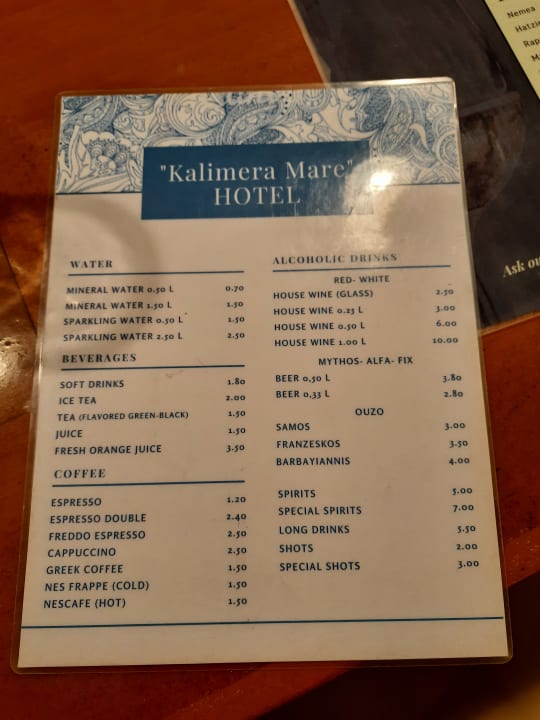 "Kalimera Mare"
HOTEL
WATER
MINERAL WATER 0.50 L 0.70
MINERAL WATER 1.50 L 1.50
SPARKLING WATER 0.50 L 1.50
SPARKLING WATER 2.50 L 2.50
BEVERAGES
SOFT DRINKS 1.80
ICE TEA 2.00
TEA (FLAVORED GREEN-BLACK) 1.50
JUICE 1.50
FRESH ORANGE JUICE 3.50
COFFEE
ESPRESSO 1.20
ESPRESSO DOUBLE 2.40
FREDDO ESPRESSO 2.50
CAPPUCCINO 2.50
GREEK COFFEE 1.50
NES FRAPPE (COLD) 1.50
NESCAFE (HOT) 1.50
ALCOHOLIC DRINKS
RED- WHITE
HOUSE WINE (GLASS) 2.50
HOUSE WINE 0.25 L 3.00
HOUSE WINE 0.50 L 6.00
HOUSE WINE 1.00 L 10.00
MYTHOS- ALFA- FIX
BEER 0,50 L 3.80
BEER 0,33 L 2.80
OUZO
SAMOS 3.00
FRANZESKOS 3.50
BARBAYIANNIS 4.00
SPIRITS 5.00
SPECIAL SPIRITS 7.00
LONG DRINKS 5.50
SHOTS 2.00
SPECIAL SHOTS 3.00
Nemea
Hatzi
Rap
Ask ou